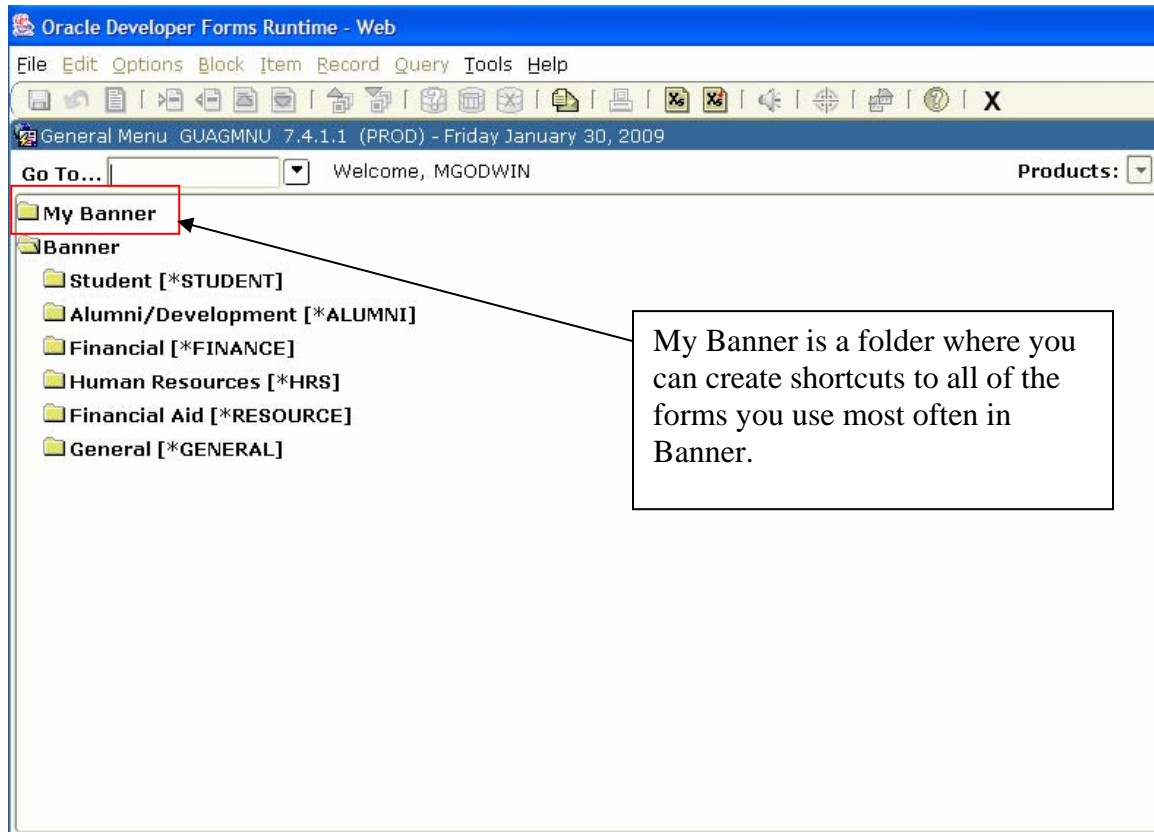 Oracle Developer Forms Runtime - Web
File Edit Options Block Item Record Query Tools Help
X
General Menu GUAGMNU 7.4.1.1 (PROD) - Friday January 30, 2009
Go To... Welcome, MGODWIN Products:
My Banner
Banner
Student [*STUDENT]
Alumni/Development [*ALUMNI]
Financial [*FINANCE]
Human Resources [*HRS]
Financial Aid [*RESOURCE]
General [*GENERAL]
My Banner is a folder where you
can create shortcuts to all of the
forms you use most often in
Banner.